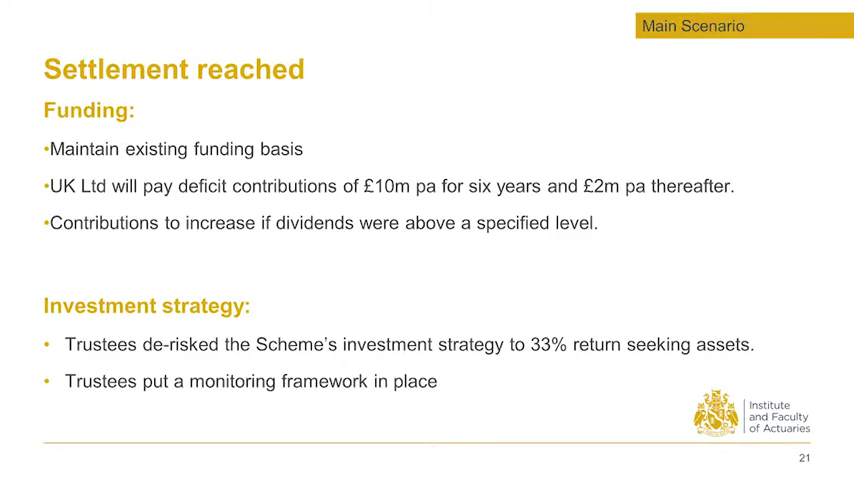 Main Scenario
Settlement reached
Funding:
•Maintain existing funding basis
•UK Ltd will pay deficit contributions of £10m pa for six years and £2m pa thereafter.
•Contributions to increase if dividends were above a specified level.
Investment strategy:
• Trustees de-risked the Scheme's investment strategy to 33% return seeking assets.
• Trustees put a monitoring framework in place
Institute
and Faculty
of Actuaries
21